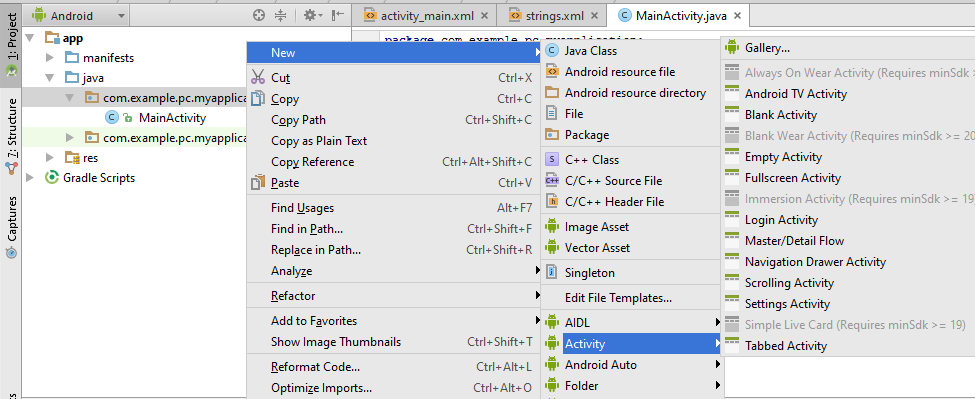 Android
activity_main.xml
strings.xml
MainActivity.java
1: Project
7: Structure
Captures
app
manifests
java
com.example.pc.myapplica
MainActivity
com.example.pc.myapplica
res
Gradle Scripts
New
Cut Ctrl+X
Copy Ctrl+C
Copy Path Ctrl+Shift+C
Copy as Plain Text
Copy Reference Ctrl+Alt+Shift+C
Paste Ctrl+V
Find Usages Alt+F7
Find in Path... Ctrl+Shift+F
Replace in Path... Ctrl+Shift+R
Analyze
Refactor
Add to Favorites
Show Image Thumbnails Ctrl+Shift+T
Reformat Code... Ctrl+Alt+L
Optimize Imports... Ctrl+Alt+O
Java Class
Android resource file
Android resource directory
File
Package
C++ Class
C/C++ Source File
C/C++ Header File
Image Asset
Vector Asset
Singleton
Edit File Templates...
AIDL
Activity
Android Auto
Folder
Gallery...
Always On Wear Activity (Requires minSdk >=
Android TV Activity
Blank Activity
Blank Wear Activity (Requires minSdk >= 20
Empty Activity
Fullscreen Activity
Immersion Activity (Requires minSdk >= 19)
Login Activity
Master/Detail Flow
Navigation Drawer Activity
Scrolling Activity
Settings Activity
Simple Live Card (Requires minSdk >= 19)
Tabbed Activity